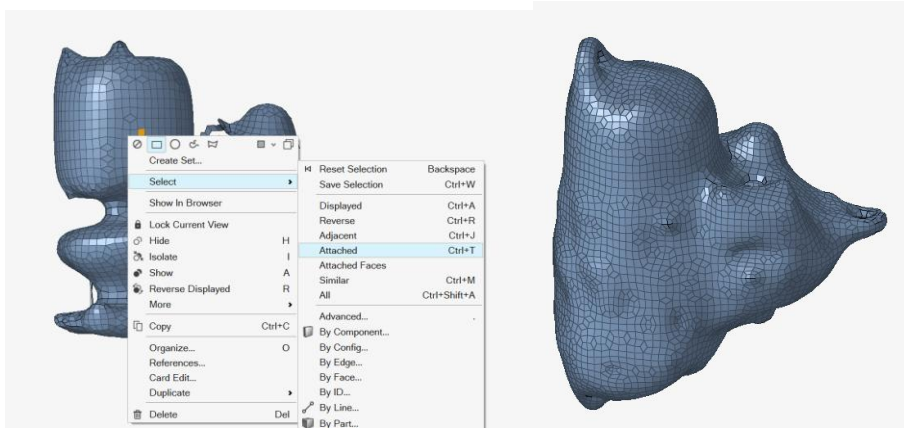 Create Set...
Select
Show In Browser
Lock Current View
Hide H
Isolate I
Show A
Reverse Displayed R
More
Copy Ctrl+C
Organize... O
References...
Card Edit...
Duplicate
Delete Del
Reset Selection Backspace
Save Selection Ctrl+W
Displayed Ctrl+A
Reverse Ctrl+R
Adjacent Ctrl+J
Attached Ctrl+T
Attached Faces
Similar Ctrl+M
All Ctrl+Shift+A
Advanced... .
By Component...
By Config...
By Edge...
By Face...
By ID...
By Line...
By Part...